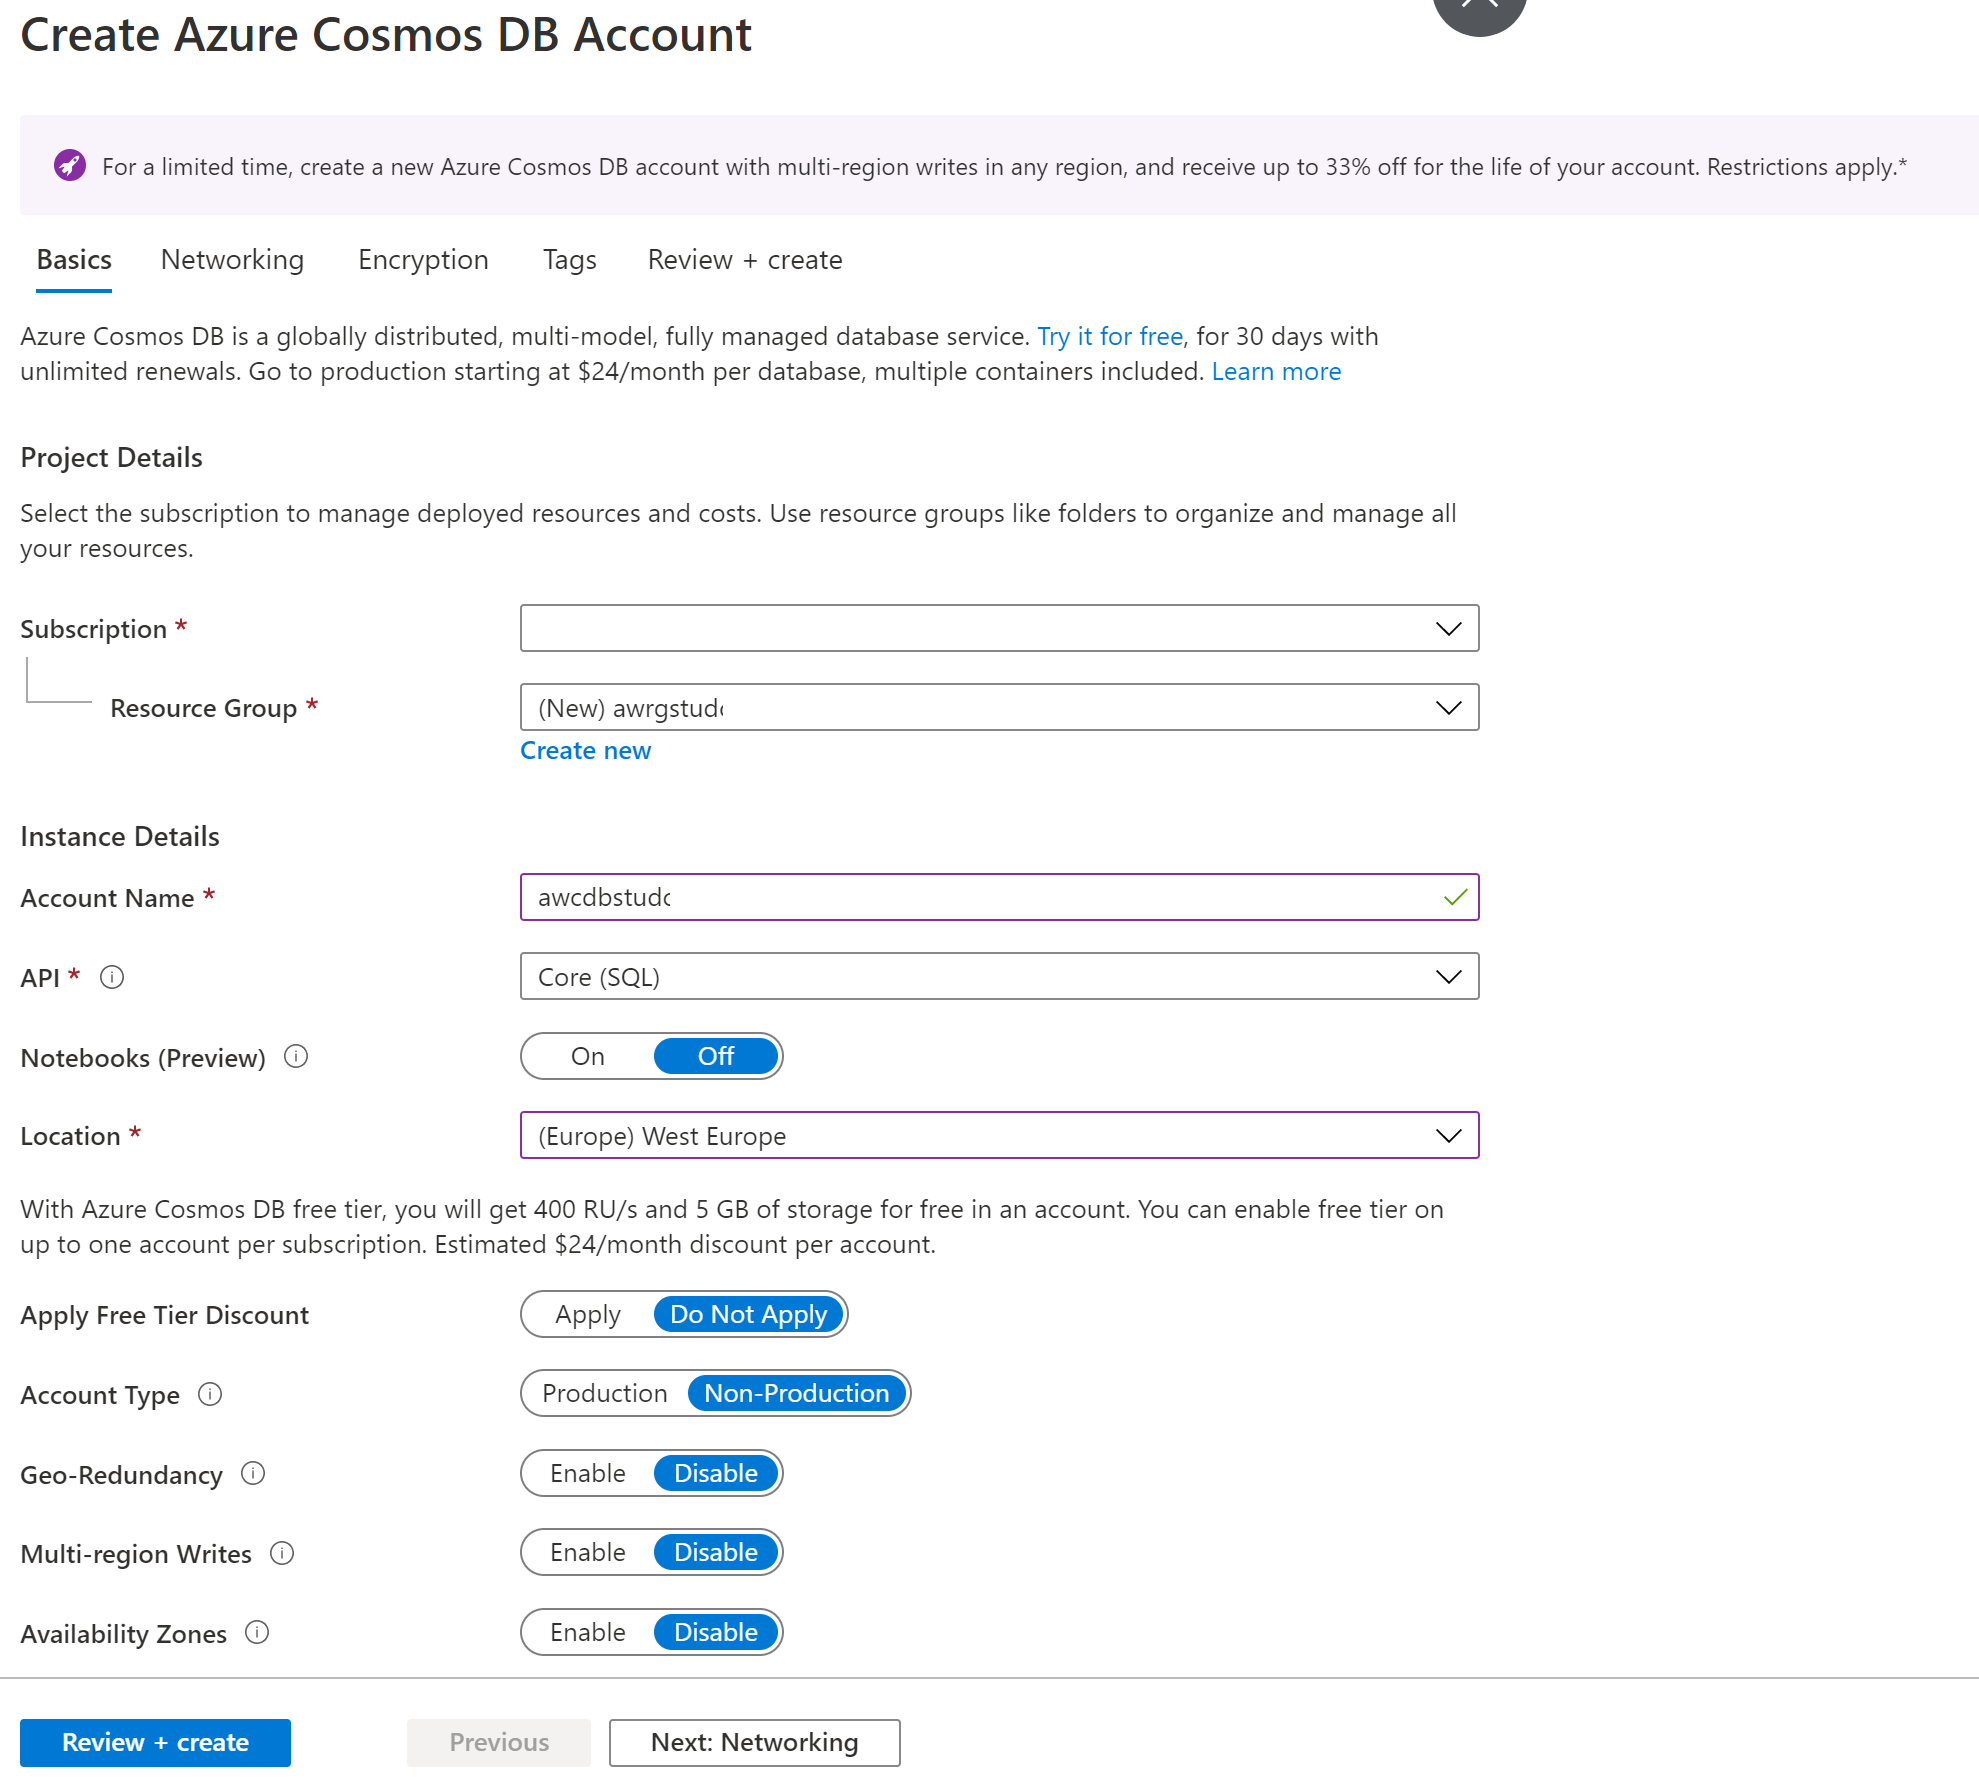 Create Azure Cosmos DB Account
For a limited time, create a new Azure Cosmos DB account with multi-region writes in any region, and receive up to 33% off for the life of your account. Restrictions apply.*
Basics Networking Encryption Tags Review + create
Azure Cosmos DB is a globally distributed, multi-model, fully managed database service. Try it for free, for 30 days with
unlimited renewals. Go to production starting at $24/month per database, multiple containers included. Learn more
Project Details
Select the subscription to manage deployed resources and costs. Use resource groups like folders to organize and manage all
your resources.
Subscription *
Resource Group * (New) awrgstud
Create new
Instance Details
Account Name * awcdbstud
API * Core (SQL)
Notebooks (Preview) On Off
Location * (Europe) West Europe
With Azure Cosmos DB free tier, you will get 400 RU/s and 5 GB of storage for free in an account. You can enable free tier on
up to one account per subscription. Estimated $24/month discount per account.
Apply Free Tier Discount Apply Do Not Apply
Account Type Production Non-Production
Geo-Redundancy Enable Disable
Multi-region Writes Enable Disable
Availability Zones Enable Disable
Review + create Previous Next: Networking